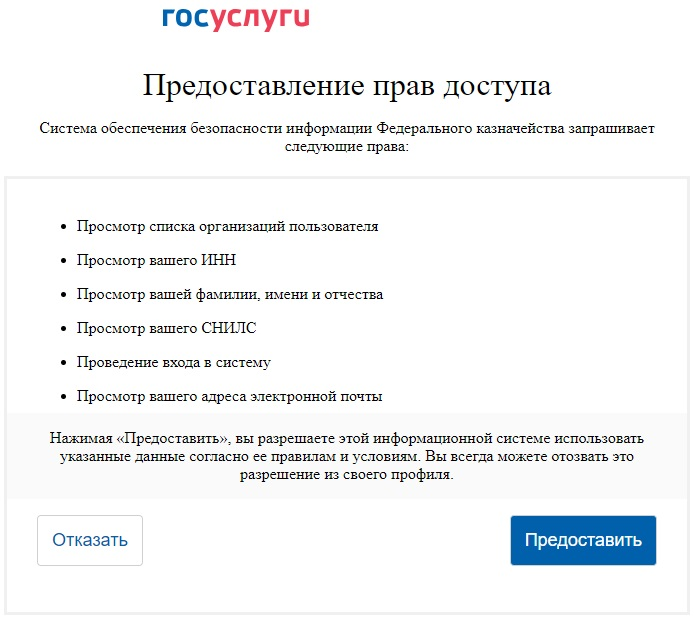 госуслуги
Предоставление прав доступа
Система обеспечения безопасности информации Федерального казначейства запрашивает
следующие права:
• Просмотр списка организаций пользователя
• Просмотр вашего ИНН
• Просмотр вашей фамилии, имени и отчества
• Просмотр вашего СНИЛС
• Проведение входа в систему
• Просмотр вашего адреса электронной почты
Нажимая «Предоставить», вы разрешаете этой информационной системе использовать
указанные данные согласно ее правилам и условиям. Вы всегда можете отозвать это
разрешение из своего профиля.
Отказать
Предоставить